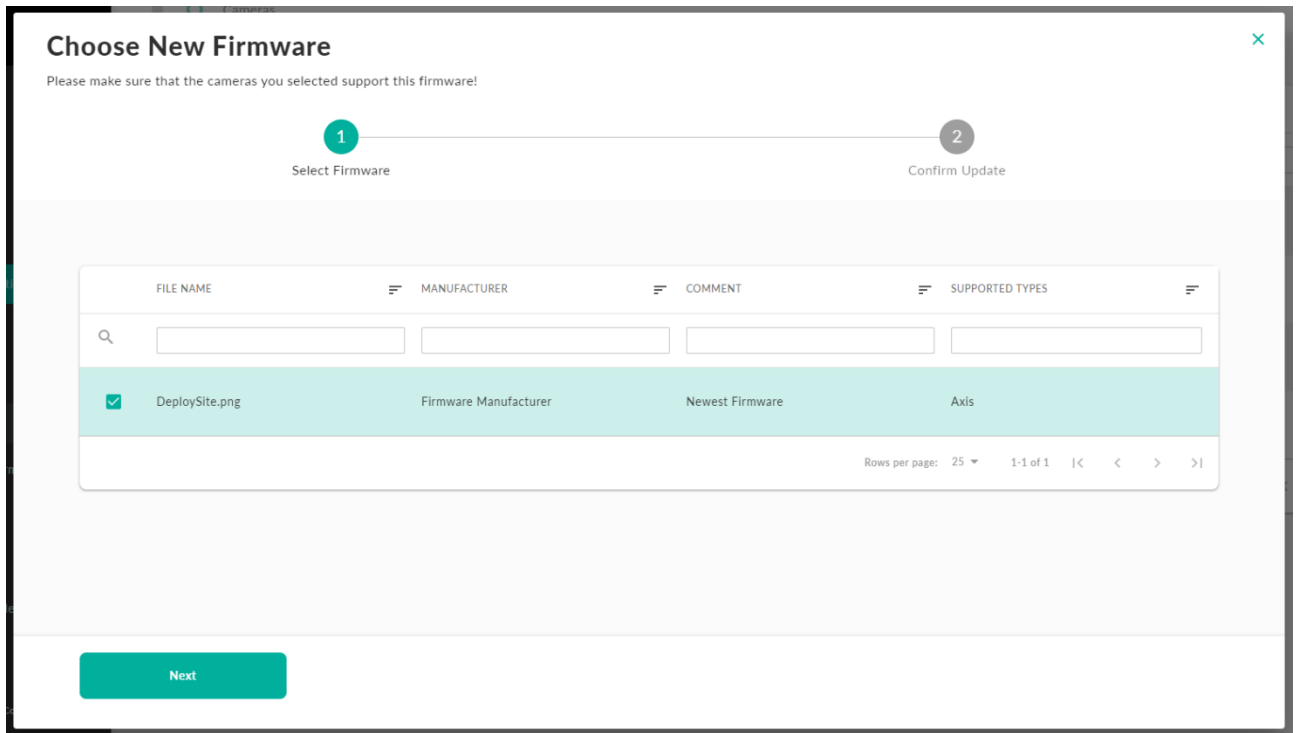 Cameras
Choose New Firmware
Please make sure that the cameras you selected support this firmware!
1
2
Select Firmware
Confirm Update
FILE NAME MANUFACTURER COMMENT SUPPORTED TYPES
DeploySite.png Firmware Manufacturer Newest Firmware Axis
Rows per page: 25 1-1 of 1
Next